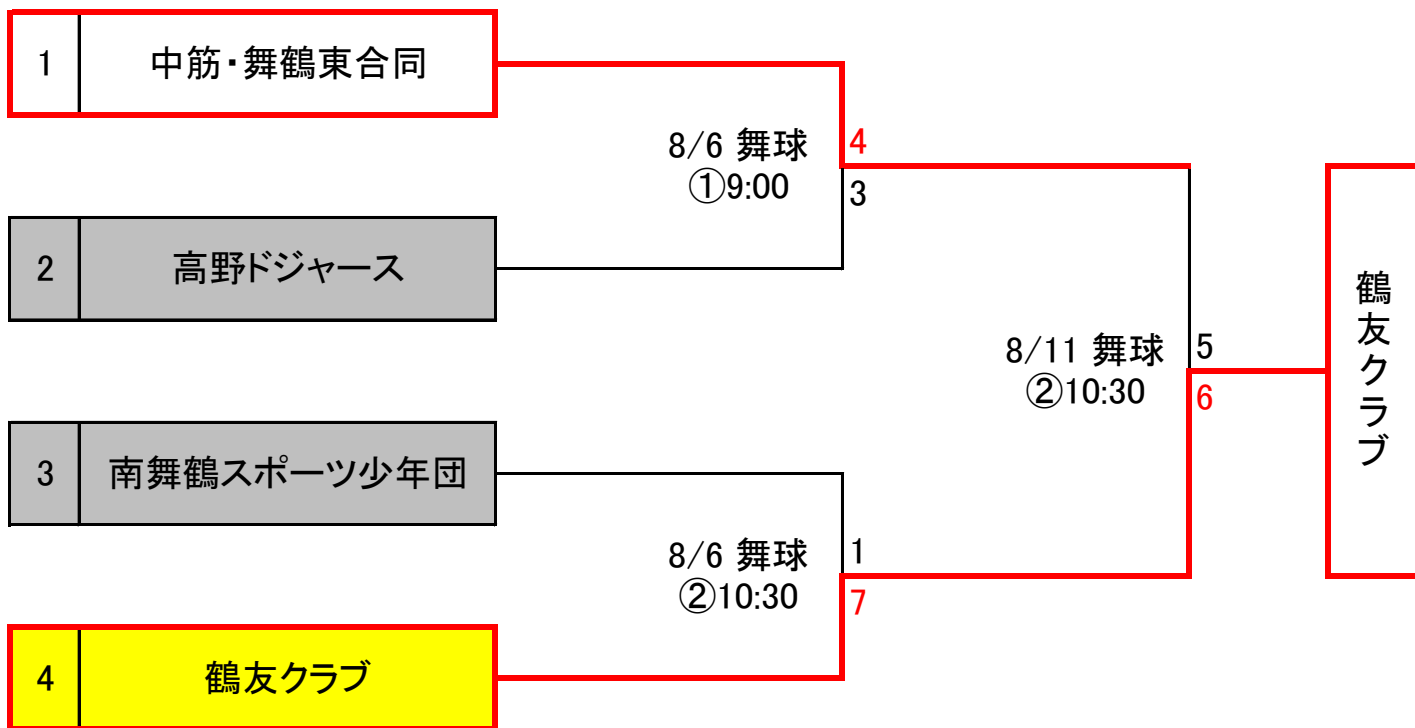 1 中筋・舞鶴東合同
8/6 舞球
①9:00
4
3
2 高野ドジャース
8/11 舞球
②10:30
5
6
鶴友クラブ
3 南舞鶴スポーツ少年団
8/6 舞球
②10:30
1
7
4 鶴友クラブ